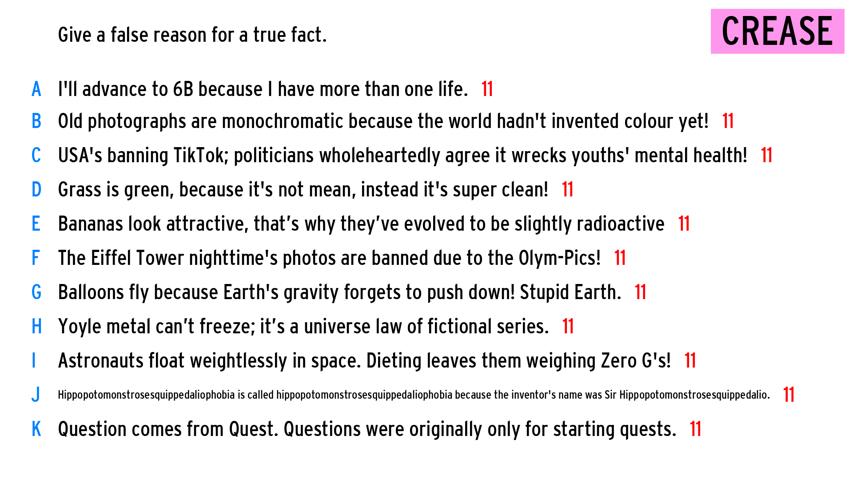 Give a false reason for a true fact.
CREASE
A I'll advance to 6B because I have more than one life. 11
B Old photographs are monochromatic because the world hadn't invented colour yet! 11
C USA's banning TikTok; politicians wholeheartedly agree it wrecks youths' mental health! 11
D Grass is green, because it's not mean, instead it's super clean! 11
E Bananas look attractive, that’s why they’ve evolved to be slightly radioactive 11
F The Eiffel Tower nighttime's photos are banned due to the Olym-Pics! 11
G Balloons fly because Earth's gravity forgets to push down! Stupid Earth. 11
H Yoyle metal can’t freeze; it’s a universe law of fictional series. 11
I Astronauts float weightlessly in space. Dieting leaves them weighing Zero G's! 11
J Hippopotomonstrosesquippedaliophobia is called hippopotomonstrosesquippedaliophobia because the inventor's name was Sir Hippopotomonstrosesquippedalio. 11
K Question comes from Quest. Questions were originally only for starting quests. 11